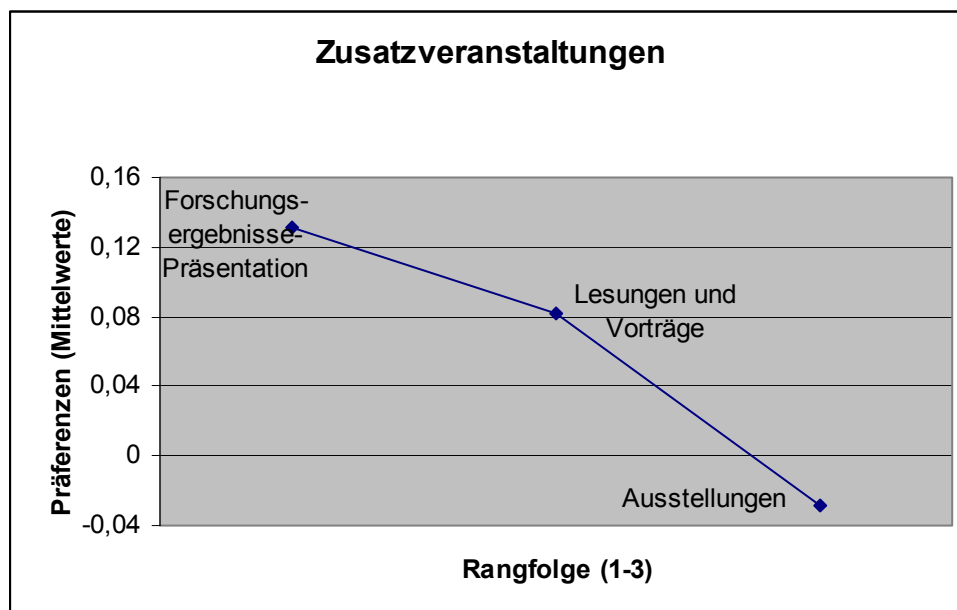 Zusatzveranstaltungen
Präferenzen (Mittelwerte)
0,16
0,12
0,08
0,04
0
-0,04
Forschungs-
ergebnisse-
Präsentation
Lesungen und
Vorträge
Ausstellungen
Rangfolge (1-3)